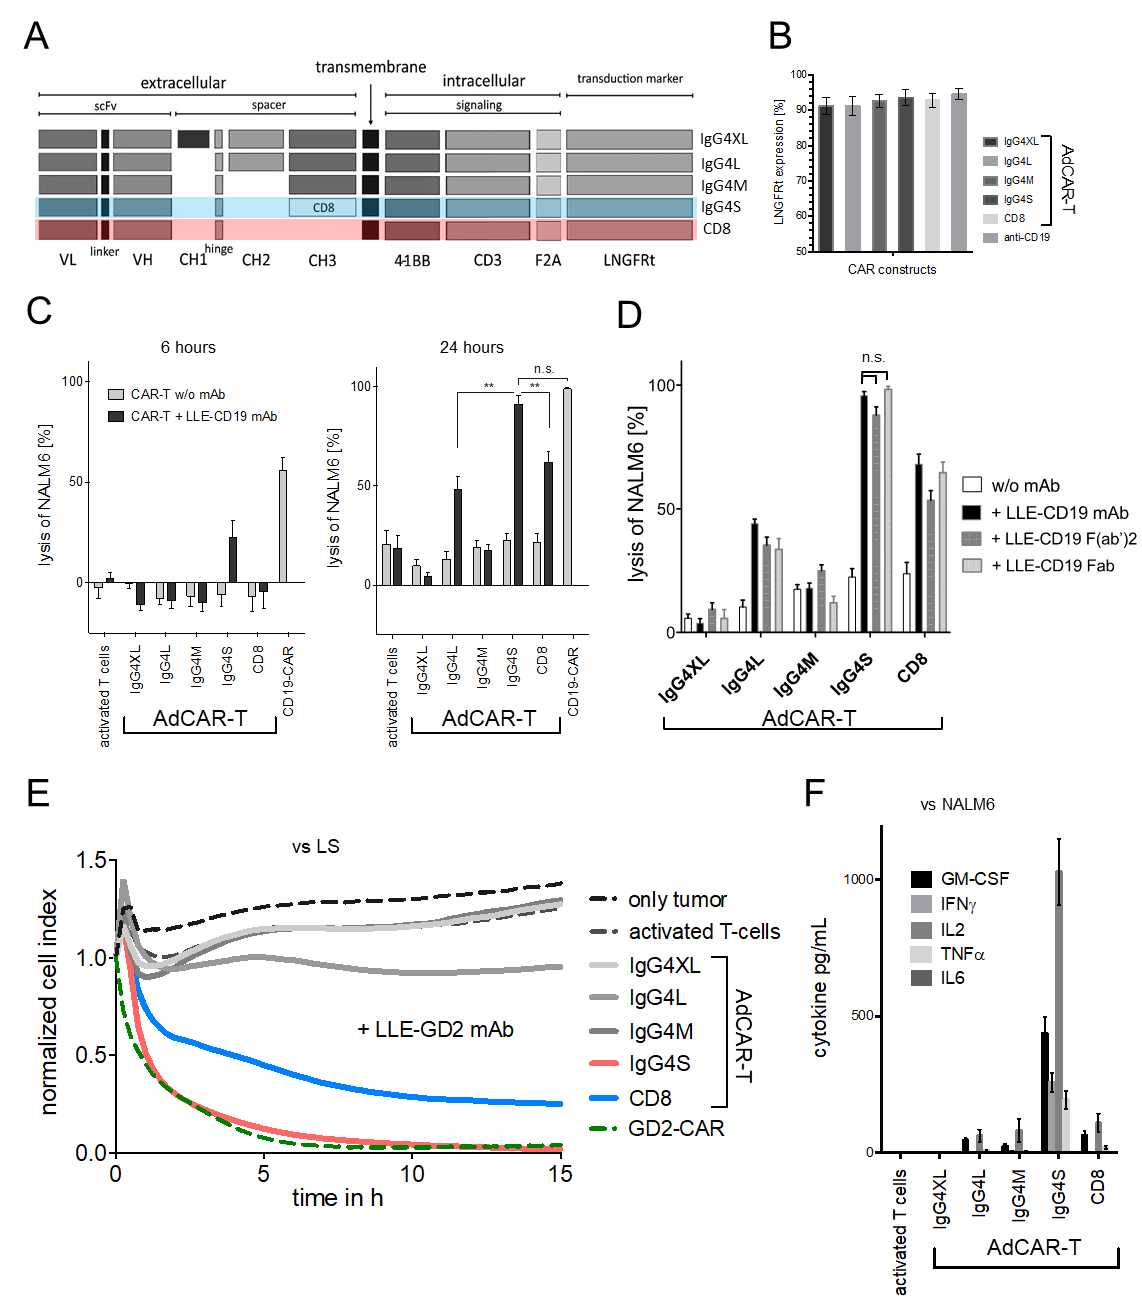 A
extracellular
transmembrane
intracellular
transduction marker
scFv
spacer
signaling
IgG4XL
IgG4L
IgG4M
CD8
IgG4S
CD8
VL
linker
VH
CH1
hinge
CH2
CH3
41BB
CD3
F2A
LNGFRt
B
LNGFRt expression [%]
100
90
80
70
60
50
CAR constructs
IgG4XL
IgG4L
IgG4M
IgG4S
CD8
anti-CD19
AdCAR-T
C
6 hours
lysis of NALM6 [%]
100
50
0
CAR-T w/o mAb
CAR-T + LLE-CD19 mAb
activated T cells
IgG4XL
IgG4L
IgG4M
IgG4S
CD8
CD19-CAR
AdCAR-T
24 hours
lysis of NALM6 [%]
100
50
0
n.s.
**
**
activated T cells
IgG4XL
IgG4L
IgG4M
IgG4S
CD8
CD19-CAR
AdCAR-T
D
lysis of NALM6 [%]
100
50
0
n.s.
w/o mAb
+ LLE-CD19 mAb
+ LLE-CD19 F(ab')2
+ LLE-CD19 Fab
IgG4XL
IgG4L
IgG4M
IgG4S
CD8
AdCAR-T
E
vs LS
normalized cell index
1.5
1.0
0.5
0.0
+ LLE-GD2 mAb
0
5
10
15
time in h
only tumor
activated T-cells
IgG4XL
IgG4L
IgG4M
IgG4S
CD8
GD2-CAR
AdCAR-T
F
vs NALM6
cytokine pg/mL
1000
500
0
GM-CSF
IFNγ
IL2
TNFα
IL6
activated T cells
IgG4XL
IgG4L
IgG4M
IgG4S
CD8
AdCAR-T